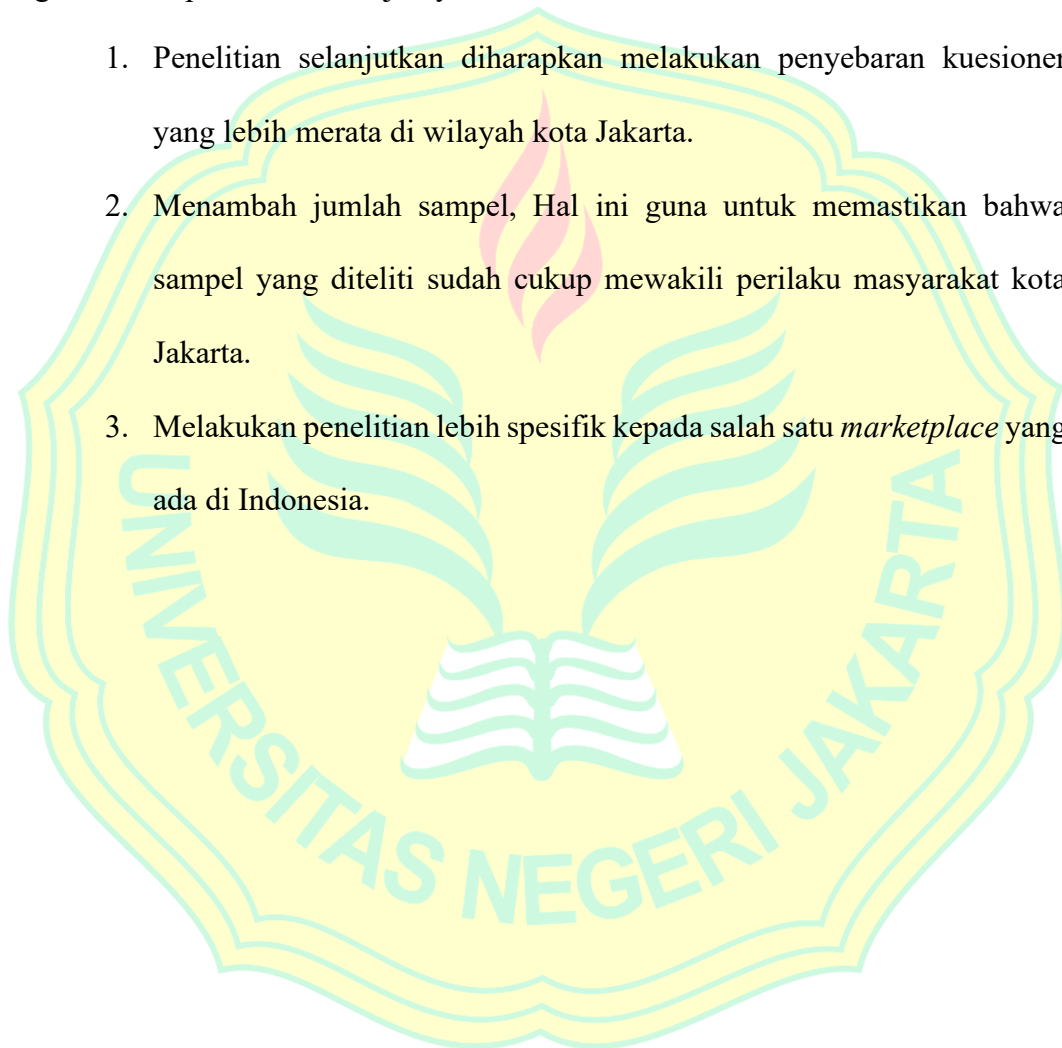 1. Penelitian selanjutkan diharapkan melakukan penyebaran kuesioner
yang lebih merata di wilayah kota Jakarta.
2. Menambah jumlah sampel, Hal ini guna untuk memastikan bahwa
sampel yang diteliti sudah cukup mewakili perilaku masyarakat kota
Jakarta.
3. Melakukan penelitian lebih spesifik kepada salah satu marketplace yang
ada di Indonesia.
UNIVERSITAS NEGERI JAKARTA